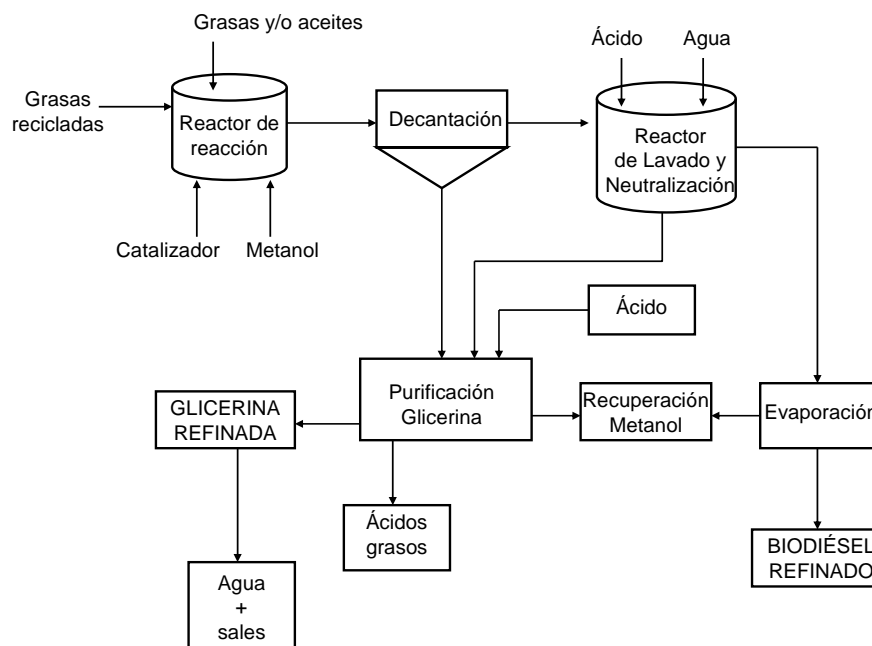 Grasas y/o aceites
Ácido
Agua
Grasas
recicladas
Reactor de
reacción
Decantación
Reactor
de Lavado y
Neutralización
Catalizador
Metanol
Ácido
Purificación
Glicerina
Recuperación
Metanol
Evaporación
GLICERINA
REFINADA
Ácidos
grasos
BIODIÉSEL
REFINADO
Agua
+
sales